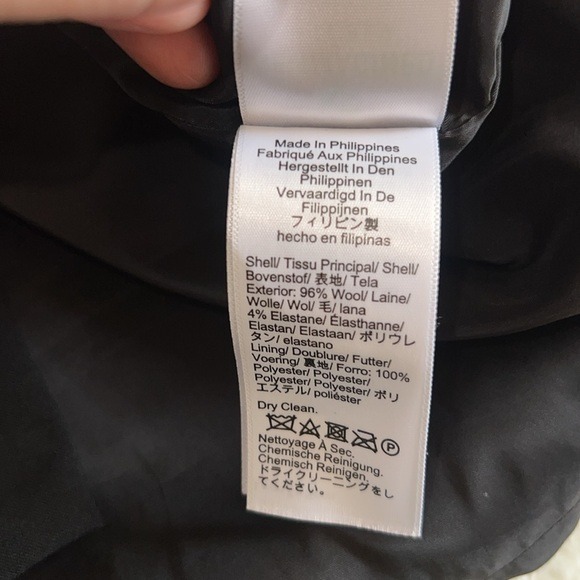 Made In Philippines
Fabriqué Aux Philippines
Hergestellt In Den
Philippinen
Vervaardigd In De
Filippijnen
フィリピン製
hecho en filipinas
Shell/ Tissu Principal/ Shell/
Bovenstof/ 表地/ Tela
Exterior: 96% Wool/ Laine/
Wolle/ Wol/ 毛/ lana
4% Elastane/ Élasthanne/
Elastan/ Elastaan/ ポリウレ
タン/ elastano
Lining/ Doublure/ Futter/
Voering/ 裏地/ Forro: 100%
Polyester/ Polyester/
Polyester/ Polyester/ ポリ
エステル/ poliéster
Dry Clean.
P
Nettoyage À Sec.
Chemische Reinigung.
Chemisch Reinigen.
ドライクリーニングをし
てください。